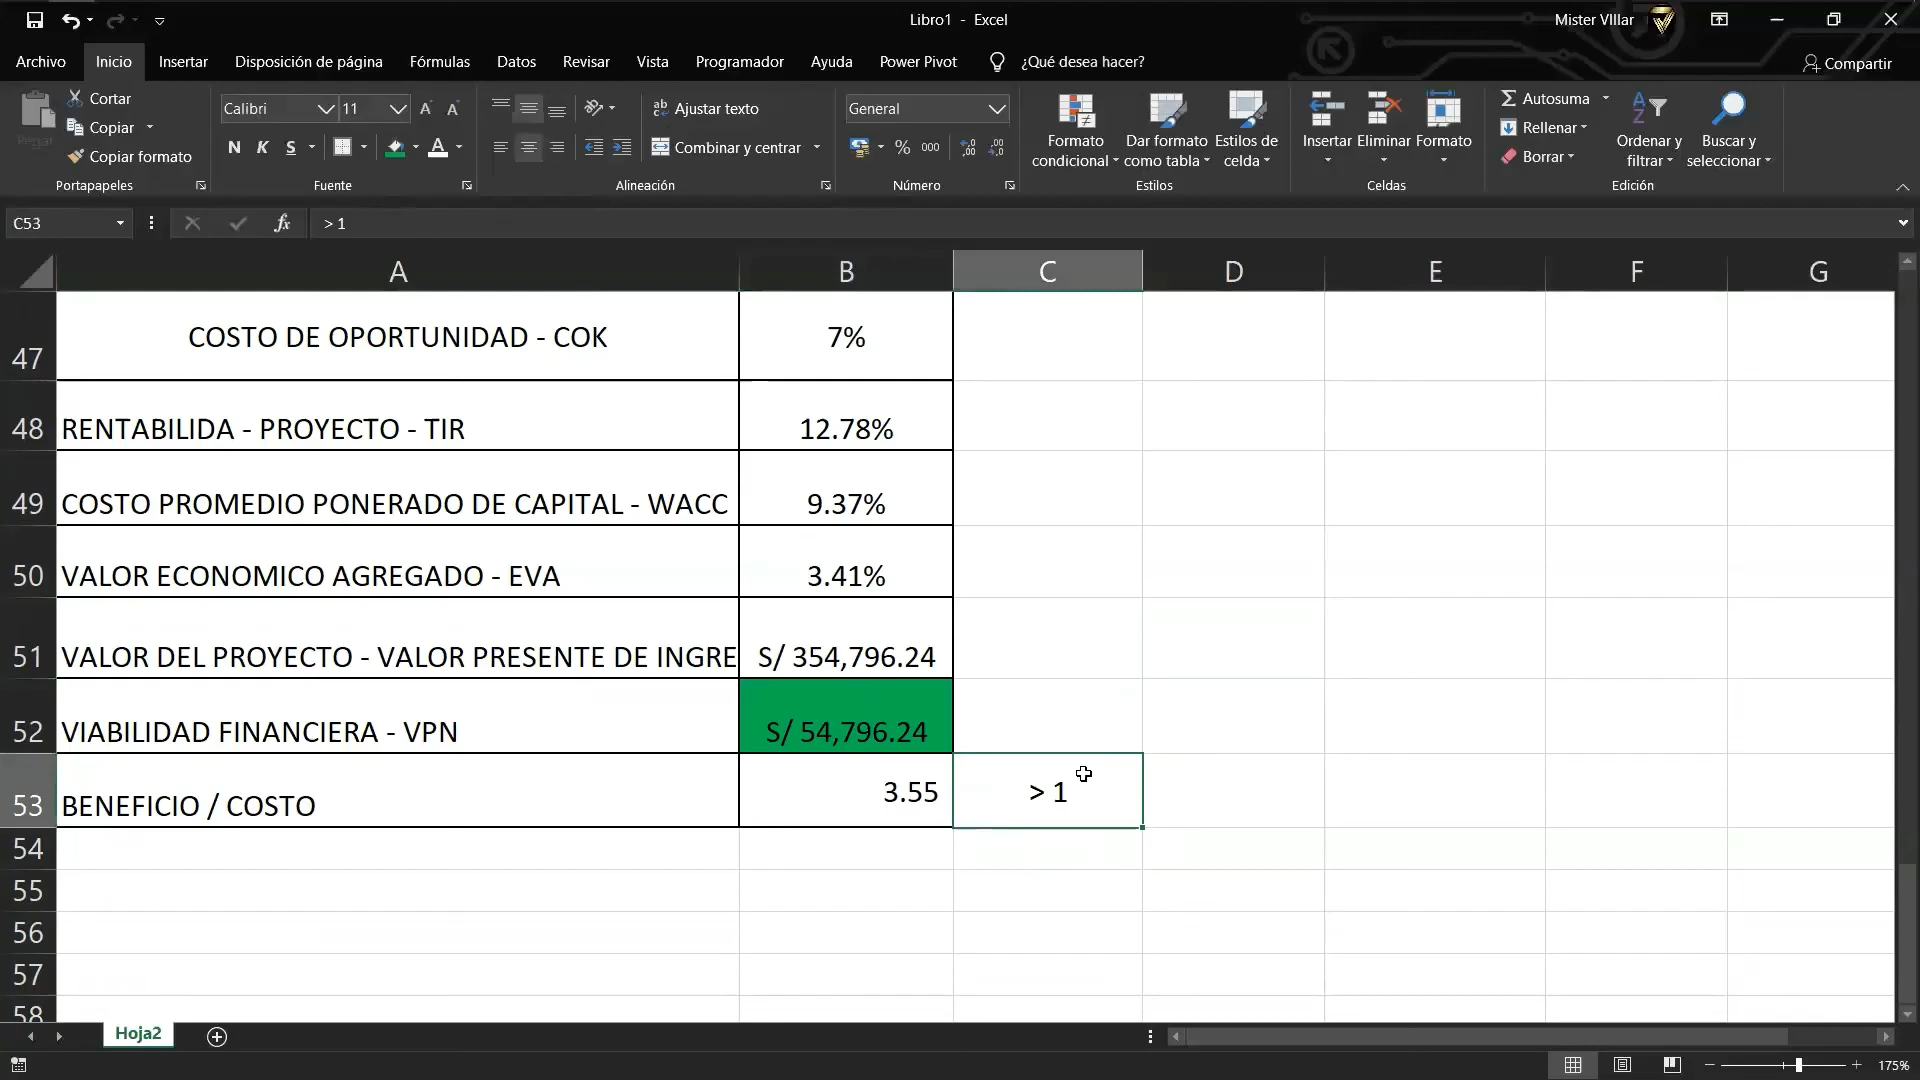 Libro1 - Excel
Mister VIllar
Archivo Inicio Insertar Disposición de página Fórmulas Datos Revisar Vista Programador Ayuda Power Pivot ¿Qué desea hacer? Compartir
Pegar
Cortar
Copiar
Copiar formato
Portapapeles
Calibri 11
N K S
Fuente
Ajustar texto
Combinar y centrar
Alineación
General
% 000
Número
Formato condicional
Dar formato como tabla
Estilos de celda
Estilos
Insertar Eliminar Formato
Celdas
Autosuma
Rellenar
Borrar
Ordenar y filtrar
Buscar y seleccionar
Edición
C53 fx > 1
A B C D E F G
47 COSTO DE OPORTUNIDAD - COK 7%
48 RENTABILIDA - PROYECTO - TIR 12.78%
49 COSTO PROMEDIO PONERADO DE CAPITAL - WACC 9.37%
50 VALOR ECONOMICO AGREGADO - EVA 3.41%
51 VALOR DEL PROYECTO - VALOR PRESENTE DE INGRE S/ 354,796.24
52 VIABILIDAD FINANCIERA - VPN S/ 54,796.24
53 BENEFICIO / COSTO 3.55 > 1
54
55
56
57
58
Hoja2
175%